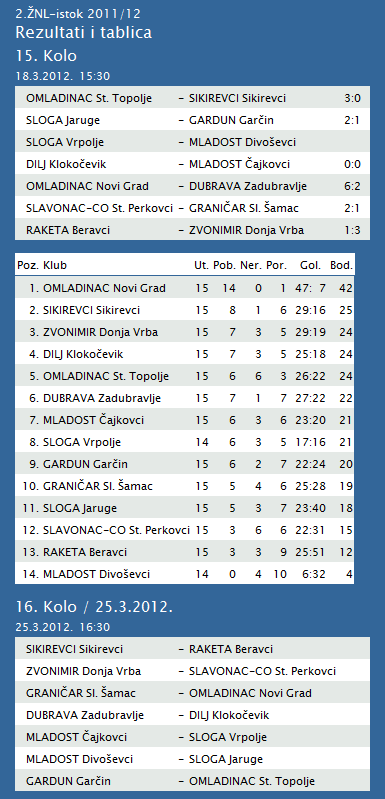 2.ŽNL-istok 2011/12
Rezultati i tablica
15. Kolo
18.3.2012. 15:30
OMLADINAC St. Topolje - SIKIREVCI Sikirevci 3:0
SLOGA Jaruge - GARDUN Garčin 2:1
SLOGA Vrpolje - MLADOST Divoševci
DILJ Klokočevik - MLADOST Čajkovci 0:0
OMLADINAC Novi Grad - DUBRAVA Zadubravlje 6:2
SLAVONAC-CO St. Perkovci - GRANIČAR Sl. Šamac 2:1
RAKETA Beravci - ZVONIMIR Donja Vrba 1:3
Poz. Klub Ut. Pob. Ner. Por. Gol. Bod.
1. OMLADINAC Novi Grad 15 14 0 1 47: 7 42
2. SIKIREVCI Sikirevci 15 8 1 6 29:16 25
3. ZVONIMIR Donja Vrba 15 7 3 5 29:19 24
4. DILJ Klokočevik 15 7 3 5 25:18 24
5. OMLADINAC St. Topolje 15 6 6 3 26:22 24
6. DUBRAVA Zadubravlje 15 7 1 7 27:22 22
7. MLADOST Čajkovci 15 6 3 6 23:20 21
8. SLOGA Vrpolje 14 6 3 5 17:16 21
9. GARDUN Garčin 15 6 2 7 22:24 20
10. GRANIČAR Sl. Šamac 15 5 4 6 25:28 19
11. SLOGA Jaruge 15 5 3 7 23:40 18
12. SLAVONAC-CO St. Perkovci 15 3 6 6 22:31 15
13. RAKETA Beravci 15 3 3 9 25:51 12
14. MLADOST Divoševci 14 0 4 10 6:32 4
16. Kolo / 25.3.2012.
25.3.2012. 16:30
SIKIREVCI Sikirevci - RAKETA Beravci
ZVONIMIR Donja Vrba - SLAVONAC-CO St. Perkovci
GRANIČAR Sl. Šamac - OMLADINAC Novi Grad
DUBRAVA Zadubravlje - DILJ Klokočevik
MLADOST Čajkovci - SLOGA Vrpolje
MLADOST Divoševci - SLOGA Jaruge
GARDUN Garčin - OMLADINAC St. Topolje